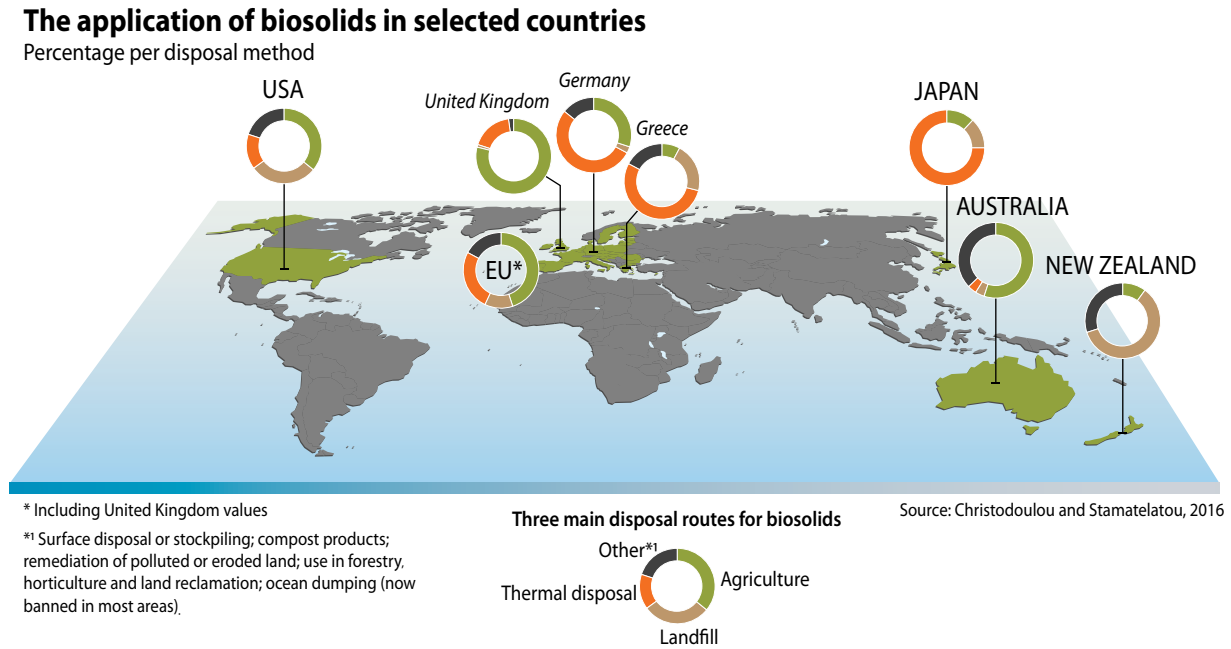 The application of biosolids in selected countries
Percentage per disposal method
USA
United Kingdom
Germany
Greece
JAPAN
AUSTRALIA
NEW ZEALAND
EU*
* Including United Kingdom values
*¹ Surface disposal or stockpiling; compost products;
remediation of polluted or eroded land; use in forestry,
horticulture and land reclamation; ocean dumping (now
banned in most areas).
Source: Christodoulou and Stamatelatou, 2016
Three main disposal routes for biosolids
Other*¹
Agriculture
Thermal disposal
Landfill